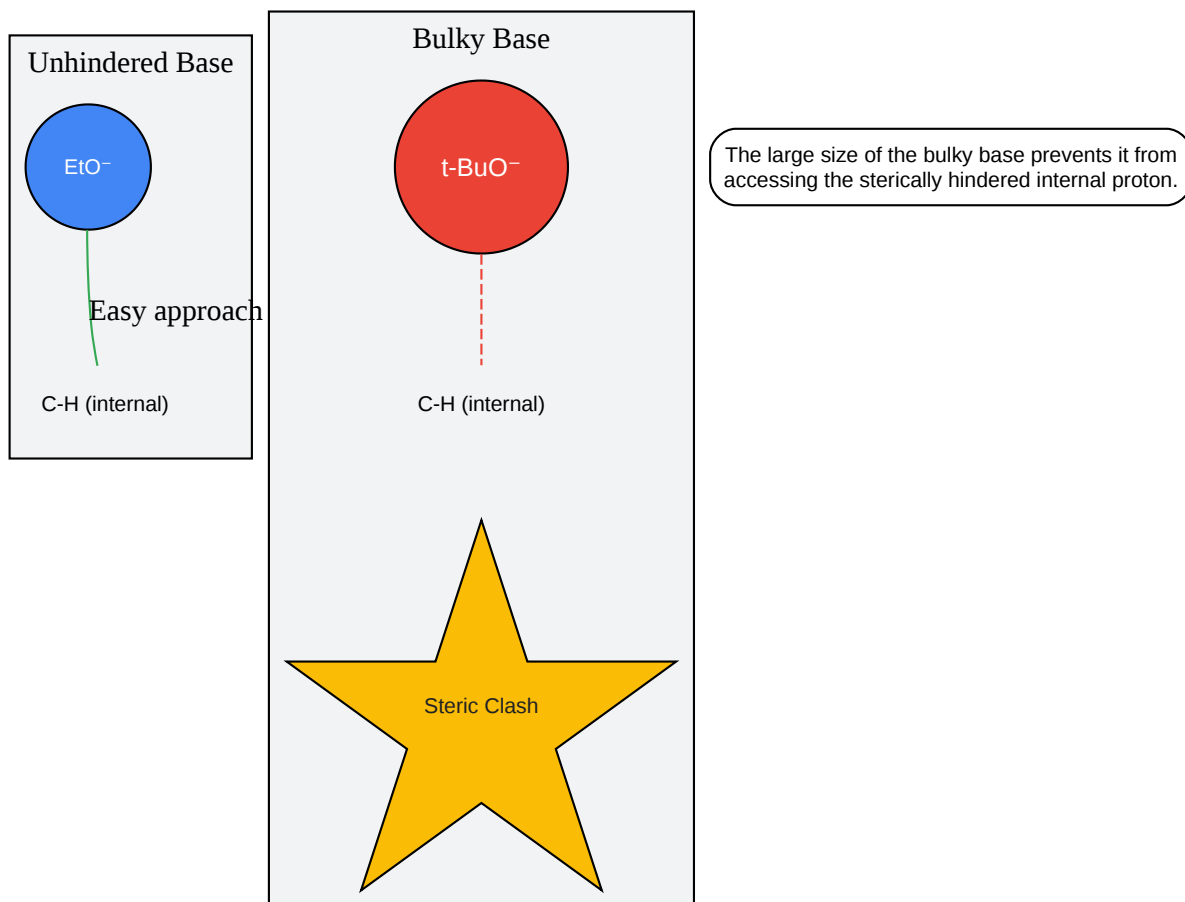 Unhindered Base
EtO⁻
Easy approach
C-H (internal)
Bulky Base
t-BuO⁻
C-H (internal)
Steric Clash
The large size of the bulky base prevents it from
accessing the sterically hindered internal proton.